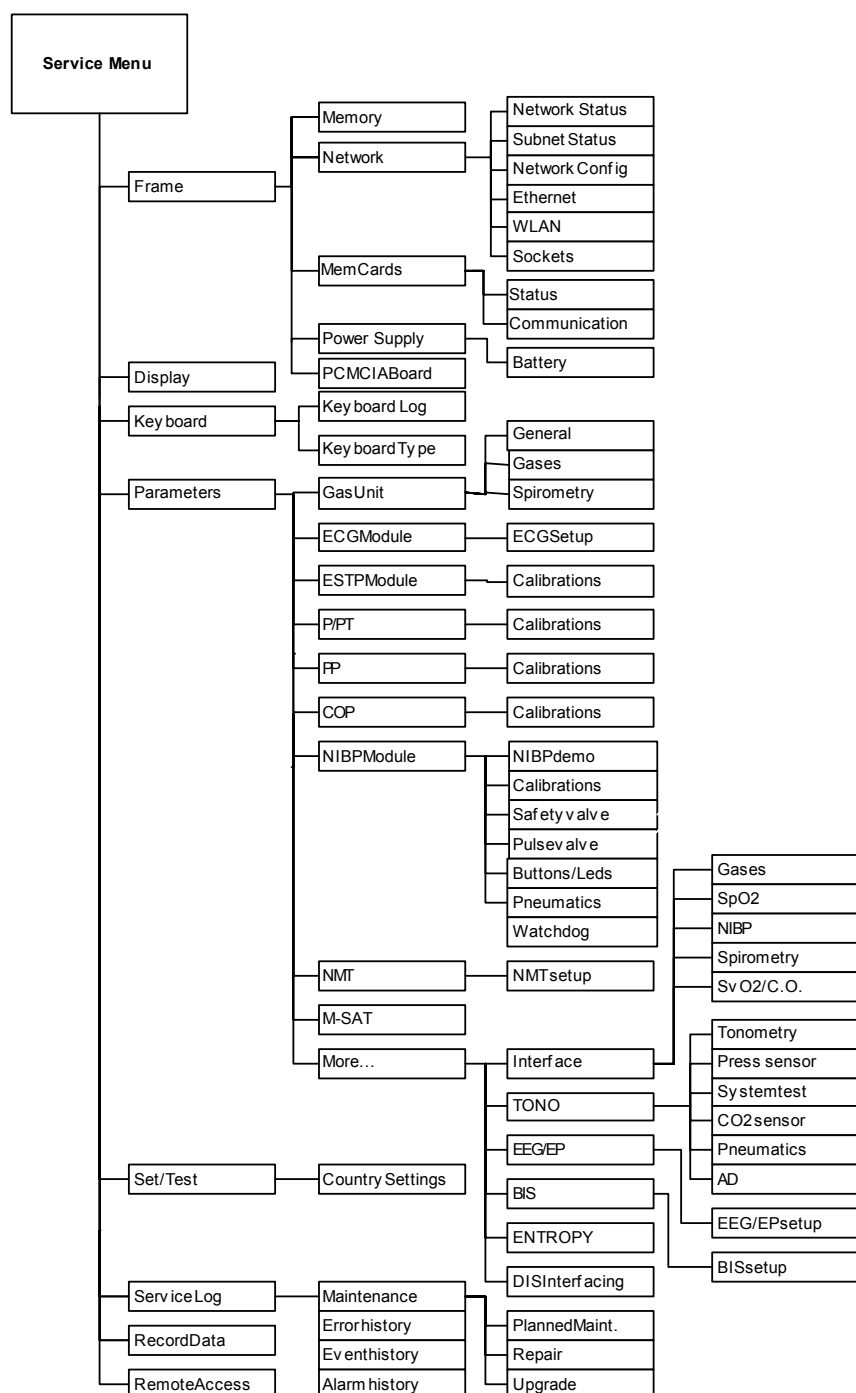 Service Menu
Frame
Memory
Network
Network Status
Subnet Status
Network Config
Ethernet
WLAN
Sockets
MemCards
Status
Communication
Power Supply
Battery
PCMCIABoard
Display
Keyboard
Keyboard Log
KeyboardType
Parameters
GasUnit
General
Gases
Spirometry
ECGModule
ECGSetup
ESTPModule
Calibrations
P/PT
Calibrations
PP
Calibrations
COP
Calibrations
NIBPModule
NIBPdemo
Calibrations
Safetyvalve
Pulsevalve
Buttons/Leds
Pneumatics
Watchdog
NMT
NMTsetup
M-SAT
More...
Interface
Gases
SpO2
NIBP
Spirometry
SvO2/C.O.
TONO
Tonometry
Press sensor
Systemtest
CO2sensor
Pneumatics
AD
EEG/EP
EEG/EPsetup
BIS
BISsetup
ENTROPY
DISInterfacing
Set/Test
Country Settings
ServiceLog
Maintenance
PlannedMaint.
Repair
Upgrade
Errorhistory
Eventhistory
Alarm history
RecordData
RemoteAccess